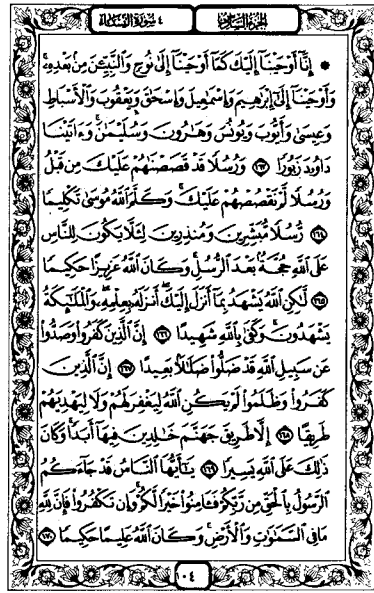 الجزء السادس ٤ سورة النساء
۞ إِنَّآ أَوْحَيْنَآ إِلَيْكَ كَمَآ أَوْحَيْنَآ إِلَىٰ نُوحٍ وَٱلنَّبِيِّـۧنَ مِنۢ بَعْدِهِۦ
وَأَوْحَيْنَآ إِلَىٰٓ إِبْرَٰهِيمَ وَإِسْمَٰعِيلَ وَإِسْحَٰقَ وَيَعْقُوبَ وَٱلْأَسْبَاطِ
وَعِيسَىٰ وَأَيُّوبَ وَيُونُسَ وَهَٰرُونَ وَسُلَيْمَٰنَ وَءَاتَيْنَا
دَاوُۥدَ زَبُورًا ١٦٣ وَرُسُلًا قَدْ قَصَصْنَٰهُمْ عَلَيْكَ مِن قَبْلُ
وَرُسُلًا لَّمْ نَقْصُصْهُمْ عَلَيْكَ وَكَلَّمَ ٱللَّهُ مُوسَىٰ تَكْلِيمًا
١٦٤ رُّسُلًا مُّبَشِّرِينَ وَمُنذِرِينَ لِئَلَّا يَكُونَ لِلنَّاسِ
عَلَى ٱللَّهِ حُجَّةٌۢ بَعْدَ ٱلرُّسُلِ وَكَانَ ٱللَّهُ عَزِيزًا حَكِيمًا
١٦٥ لَّٰكِنِ ٱللَّهُ يَشْهَدُ بِمَآ أَنزَلَ إِلَيْكَ أَنزَلَهُۥ بِعِلْمِهِۦ وَٱلْمَلَٰٓئِكَةُ
يَشْهَدُونَ وَكَفَىٰ بِٱللَّهِ شَهِيدًا ١٦٦ إِنَّ ٱلَّذِينَ كَفَرُوا۟ وَصَدُّوا۟
عَن سَبِيلِ ٱللَّهِ قَدْ ضَلُّوا۟ ضَلَٰلًۢا بَعِيدًا ١٦٧ إِنَّ ٱلَّذِينَ
كَفَرُوا۟ وَظَلَمُوا۟ لَمْ يَكُنِ ٱللَّهُ لِيَغْفِرَ لَهُمْ وَلَا لِيَهْدِيَهُمْ
طَرِيقًا ١٦٨ إِلَّا طَرِيقَ جَهَنَّمَ خَٰلِدِينَ فِيهَآ أَبَدًا وَكَانَ
ذَٰلِكَ عَلَى ٱللَّهِ يَسِيرًا ١٦٩ يَٰٓأَيُّهَا ٱلنَّاسُ قَدْ جَآءَكُمُ
ٱلرَّسُولُ بِٱلْحَقِّ مِن رَّبِّكُمْ فَـَٔامِنُوا۟ خَيْرًا لَّكُمْ وَإِن تَكْفُرُوا۟ فَإِنَّ لِلَّهِ
مَا فِى ٱلسَّمَٰوَٰتِ وَٱلْأَرْضِ وَكَانَ ٱللَّهُ عَلِيمًا حَكِيمًا ١٧٠
١٠٤